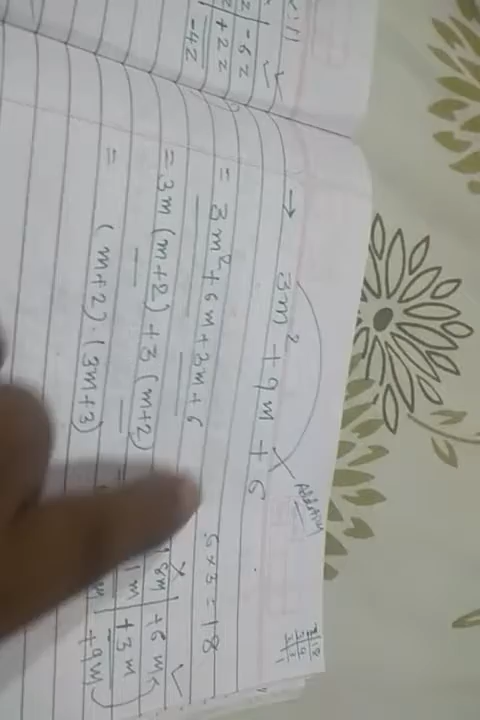 -6z
+2z
-4z
→ 3m² + 9m + 6
Addition
= 3m² + 6m + 3m + 6
6 × 3 = 18
= 3m (m+2) + 3 (m+2)
18m | +6m
+3m
= (m+2) · (3m+3)
+9m